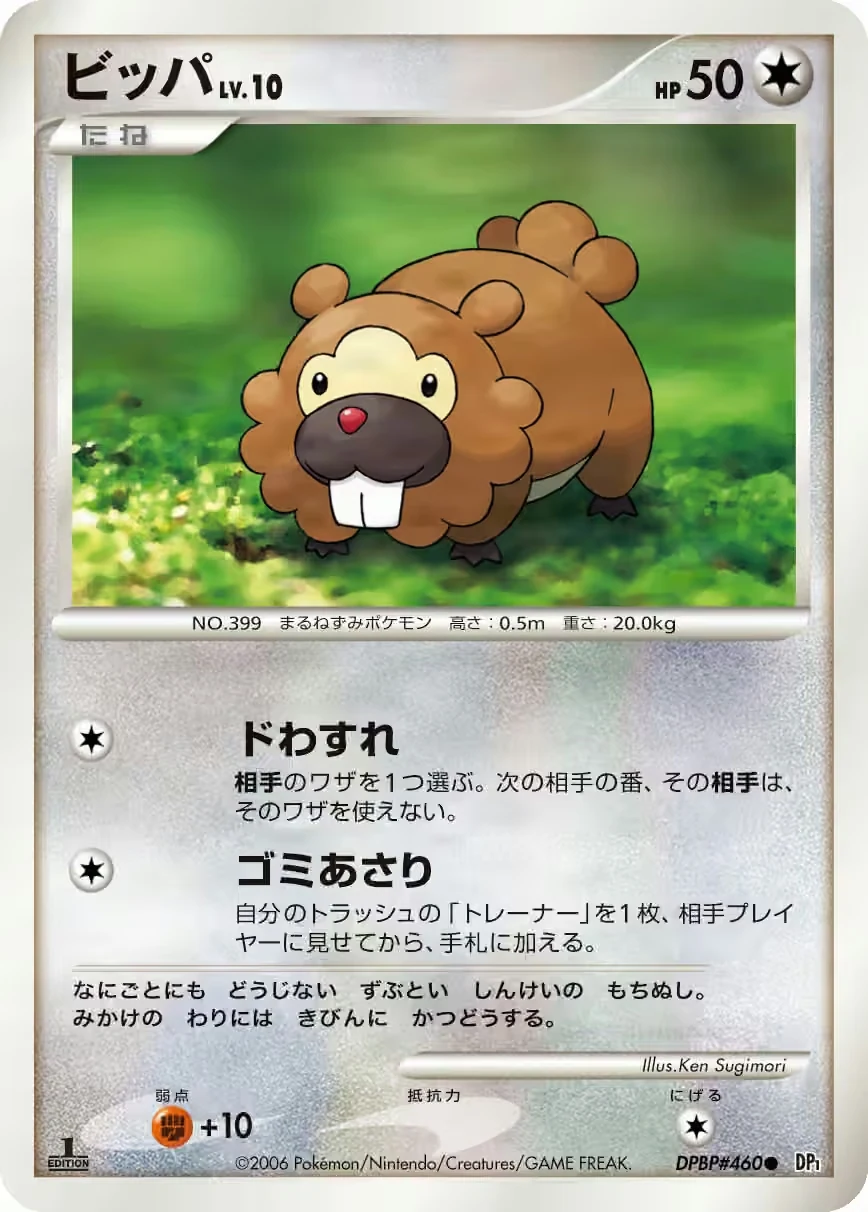 ビッパ LV.10 HP 50
たね
NO.399 まるねずみポケモン 高さ：0.5m 重さ：20.0kg
ドわすれ
相手のワザを1つ選ぶ。次の相手の番、その相手は、
そのワザを使えない。
ゴミあさり
自分のトラッシュの「トレーナー」を1枚、相手プレイ
ヤーに見せてから、手札に加える。
なにごとにも どうじない ずぶとい しんけいの もちぬし。
みかけの わりには きびんに かつどうする。
Illus.Ken Sugimori
弱点 抵抗力 にげる
+10
1 EDITION ©2006 Pokémon/Nintendo/Creatures/GAME FREAK. DPBP#460 DP1